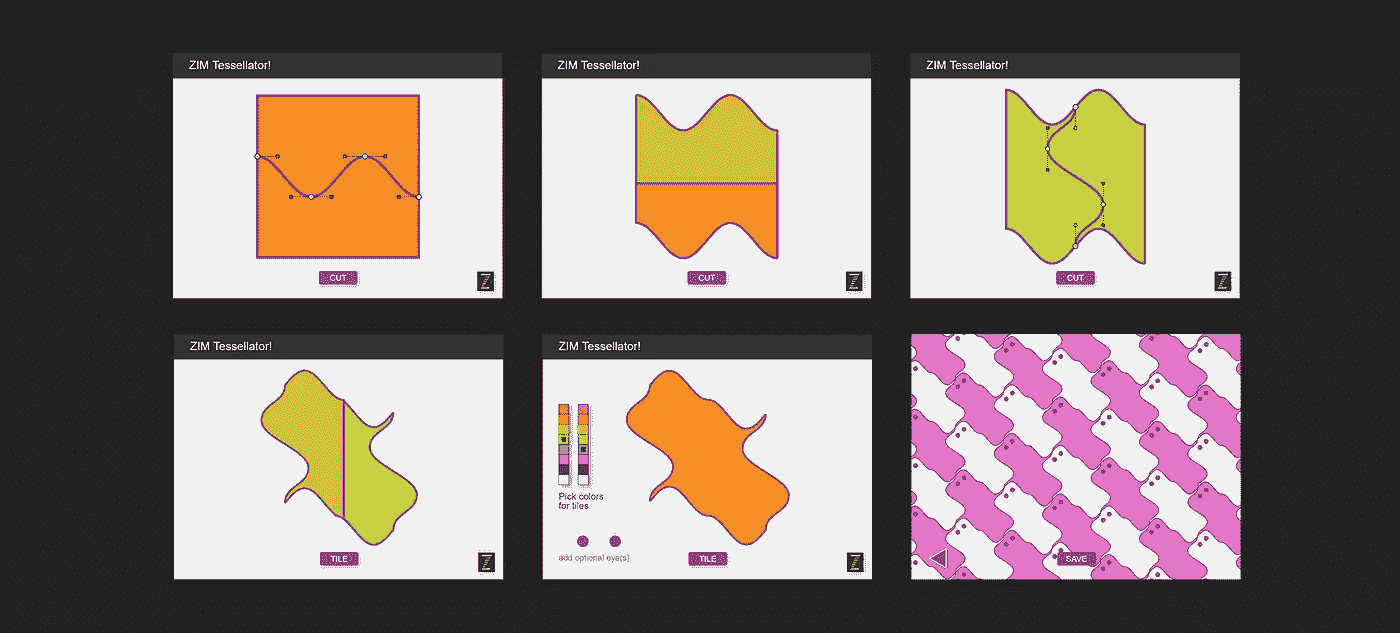 ZIM Tessellator!
ZIM Tessellator!
ZIM Tessellator!
CUT
Z
CUT
Z
CUT
Z
ZIM Tessellator!
ZIM Tessellator!
Pick colors
for tiles
add optional eye(s)
TILE
Z
TILE
Z
SAVE